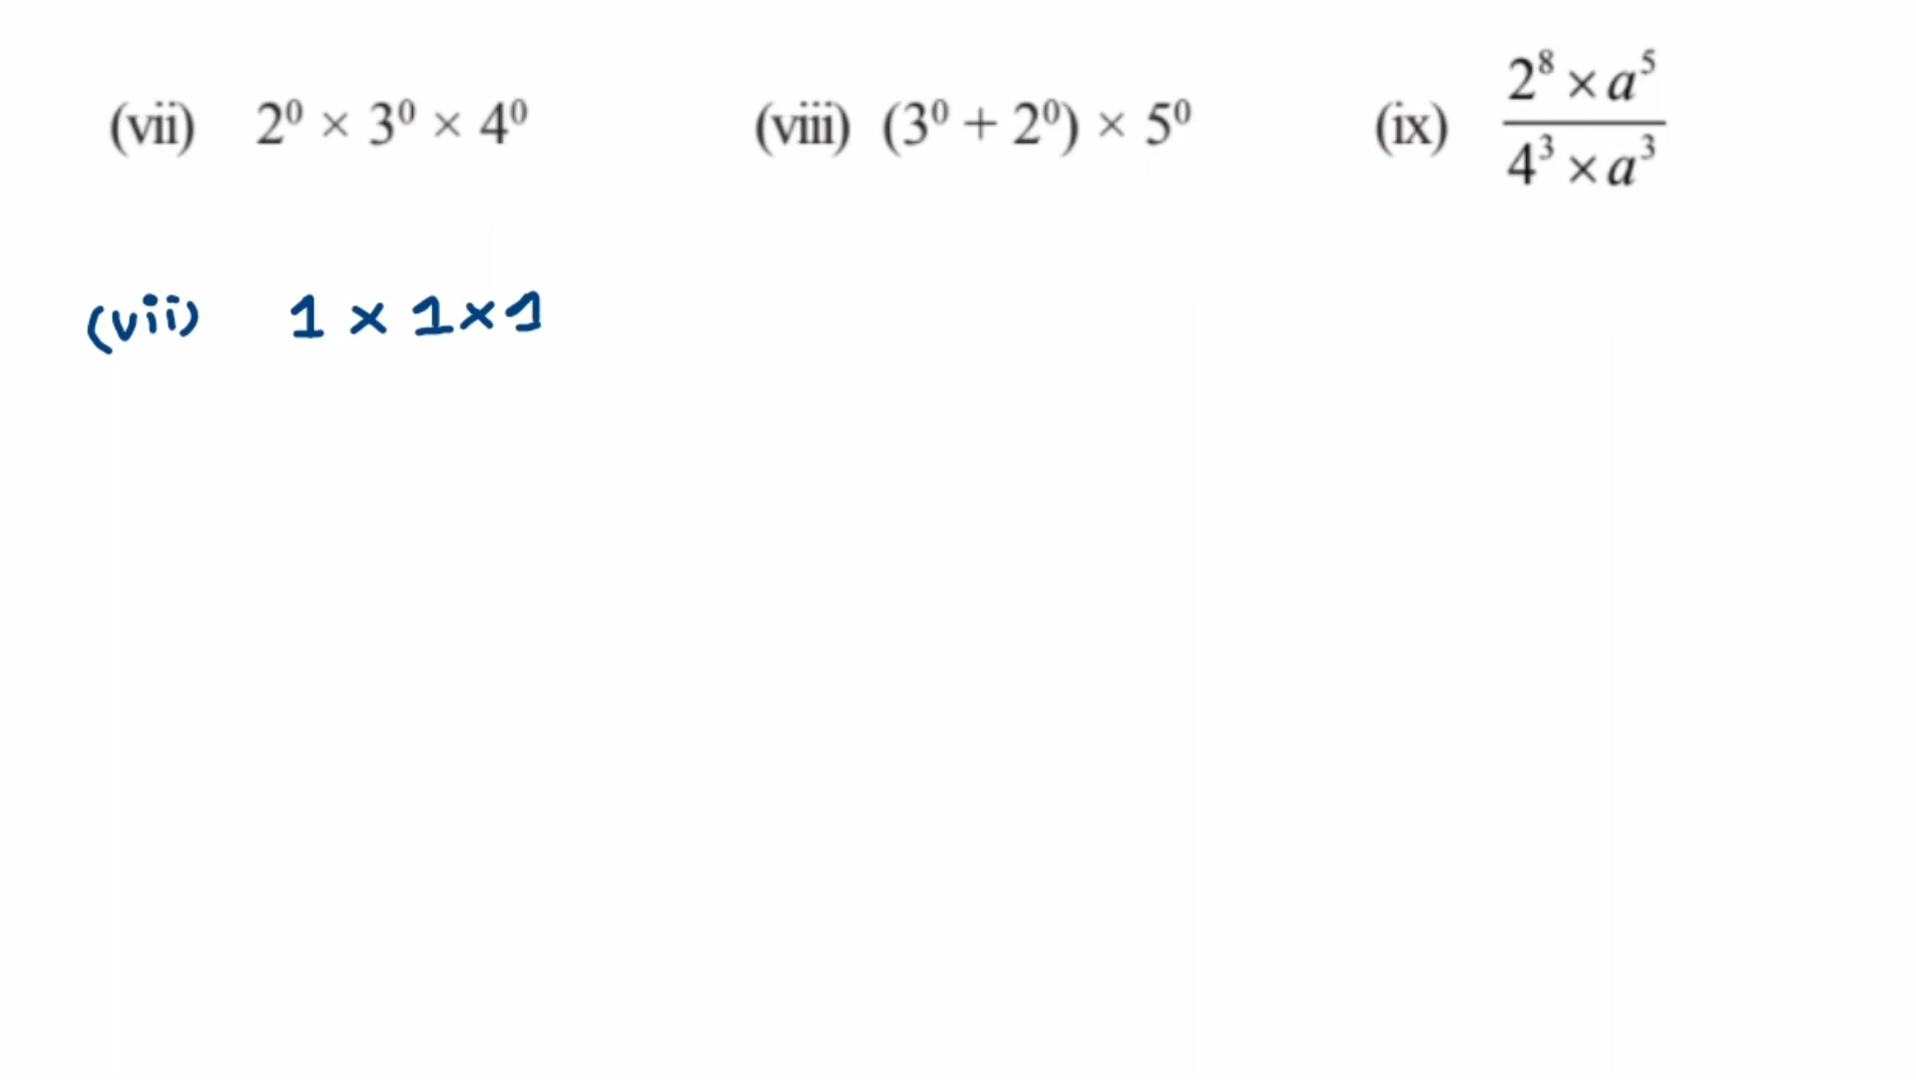 (vii) 2⁰ × 3⁰ × 4⁰ (viii) (3⁰ + 2⁰) × 5⁰ (ix) 2⁸ × a⁵ / 4³ × a³
(vii) 1 × 1 × 1